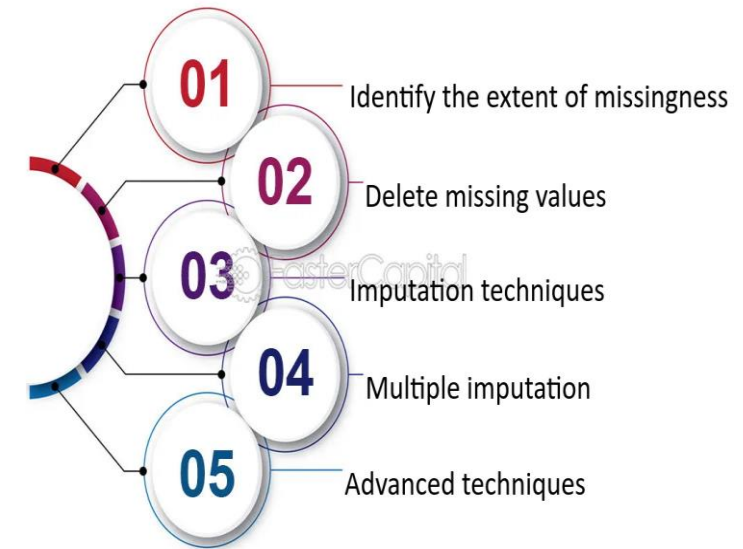 01
Identify the extent of missingness
02
Delete missing values
03
FasterCapital
Imputation techniques
04
Multiple imputation
05
Advanced techniques